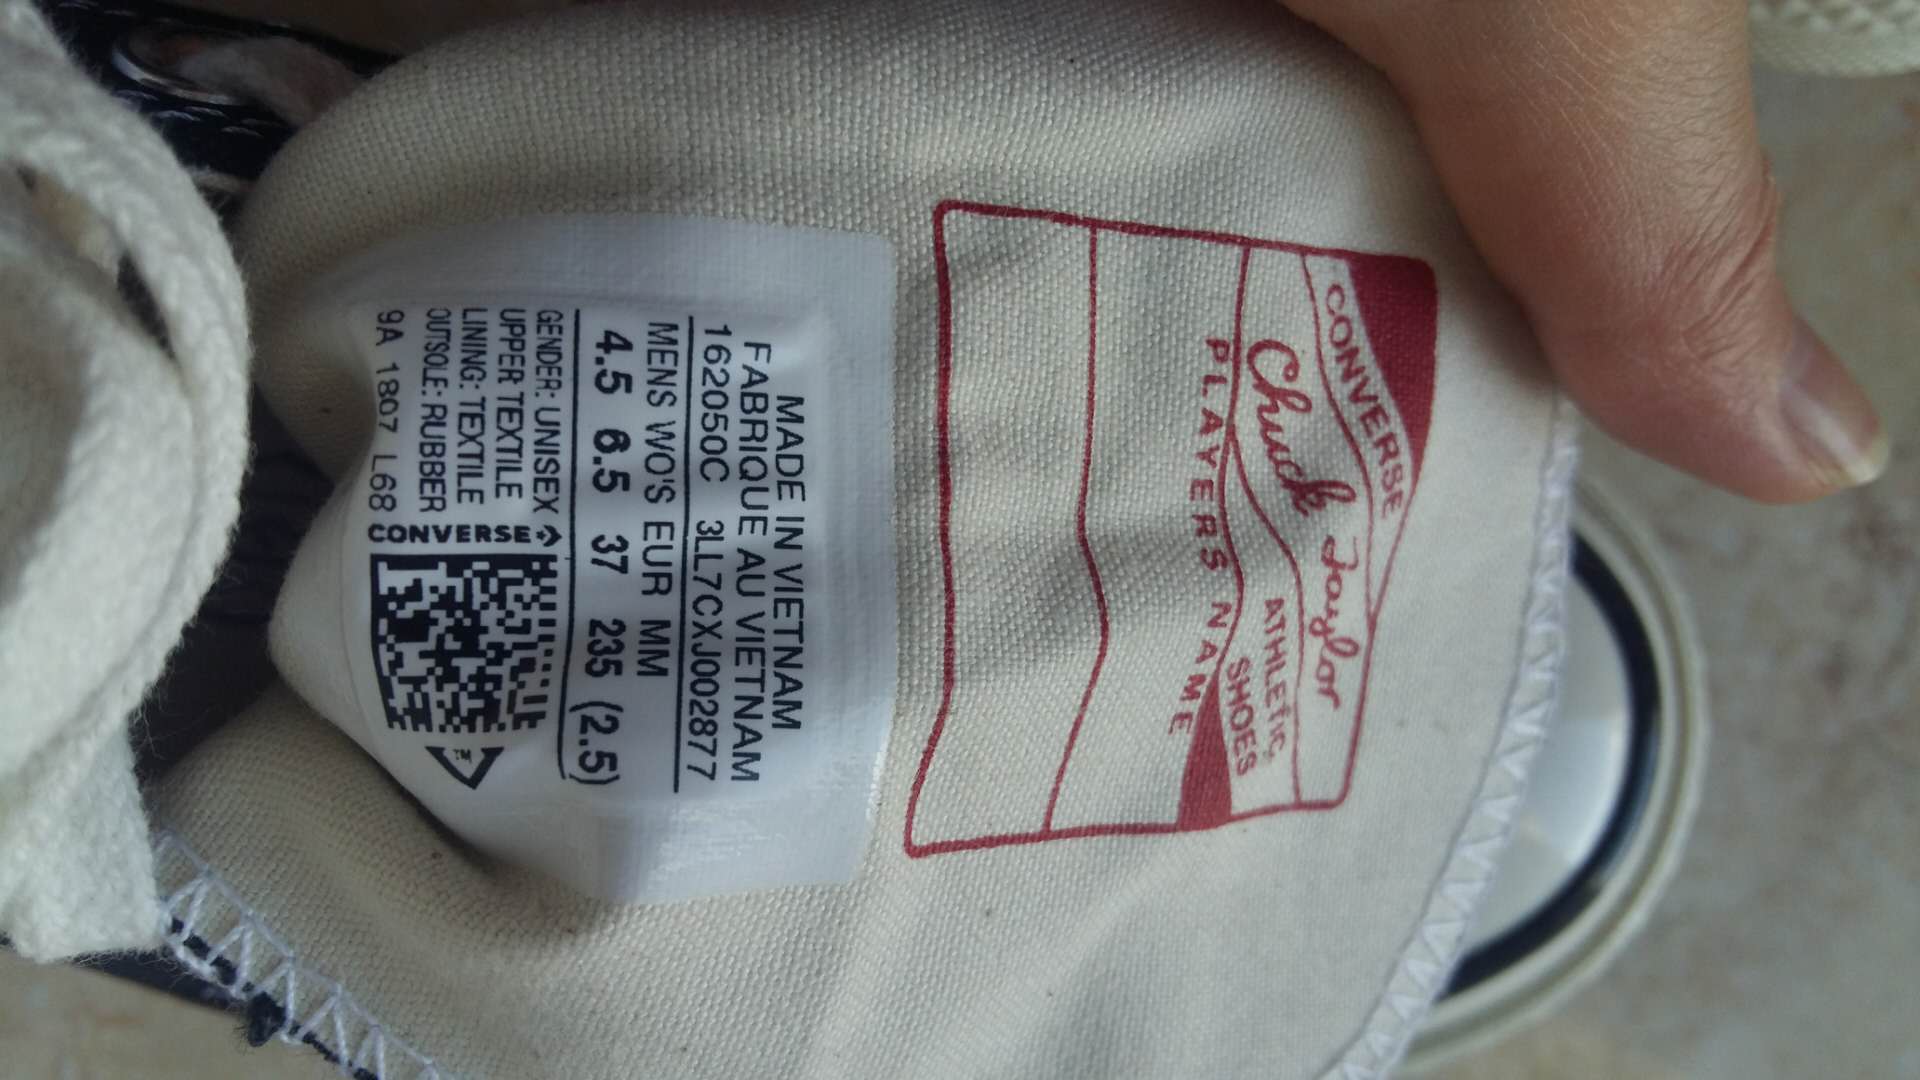 CONVERSE
Chuck Taylor
ATHLETIC
SHOES
PLAYERS NAME
MADE IN VIETNAM
FABRIQUE AU VIETNAM
162050C 3LL7CXJ002877
MENS WO'S EUR MM
4.5 6.5 37 235 (2.5)
GENDER: UNISEX
UPPER TEXTILE
LINING: TEXTILE
OUTSOLE: RUBBER
9A 1807 L68
CONVERSE
TM